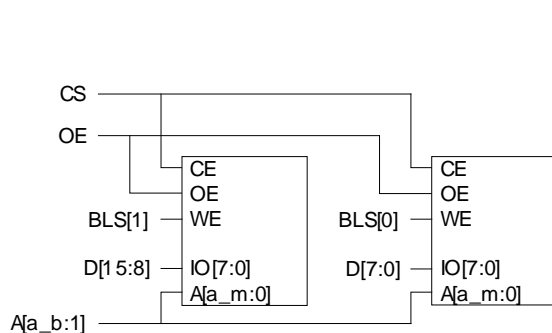 CS
OE
CE
OE
BLS[1] WE
D[15:8] IO[7:0]
A[a_m:0]
CE
OE
BLS[0] WE
D[7:0] IO[7:0]
A[a_m:0]
A[a_b:1]